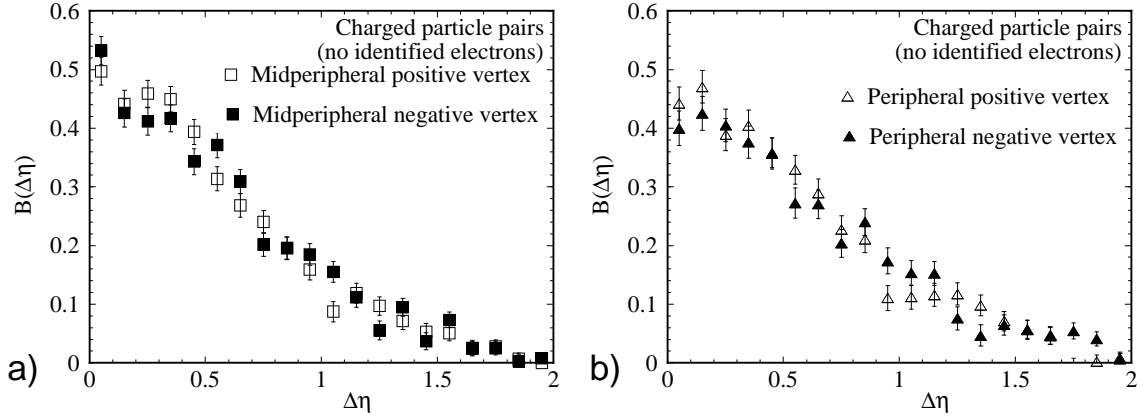 Charged particle pairs
(no identified electrons)
Midperipheral positive vertex
Midperipheral negative vertex
0.6
0.5
0.4
0.3
0.2
0.1
0
B(Δη)
0
0.5
1
1.5
2
Δη
a)
Charged particle pairs
(no identified electrons)
Peripheral positive vertex
Peripheral negative vertex
0.6
0.5
0.4
0.3
0.2
0.1
0
B(Δη)
0
0.5
1
1.5
2
Δη
b)